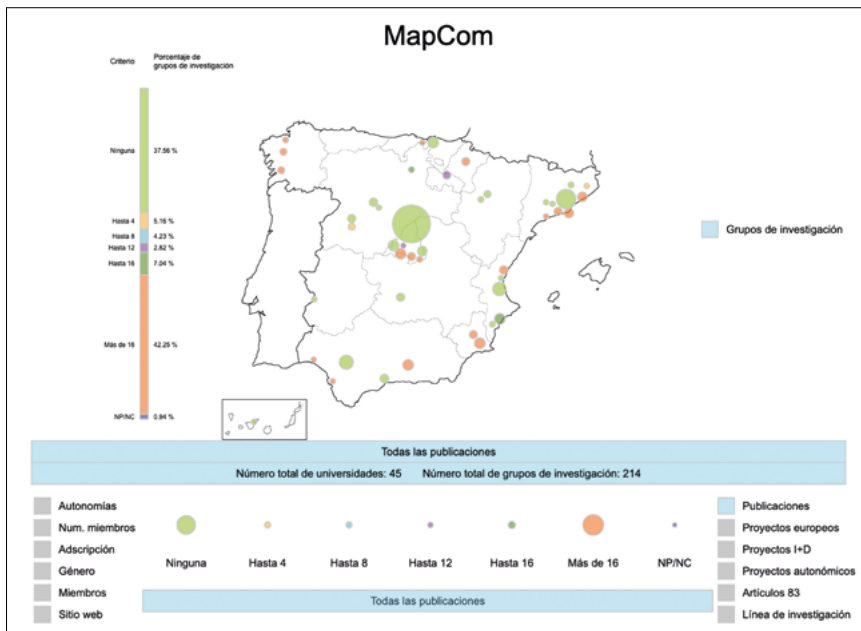 MapCom
Criterio
Porcentaje de
grupos de investigación
Ninguna 37.56 %
Hasta 4 5.16 %
Hasta 8 4.23 %
Hasta 12 2.82 %
Hasta 16 7.04 %
Más de 16 42.25 %
NP/NC 0.94 %
Grupos de investigación
Todas las publicaciones
Número total de universidades: 45 Número total de grupos de investigación: 214
Autonomías
Num. miembros
Adscripción
Género
Miembros
Sitio web
Ninguna Hasta 4 Hasta 8 Hasta 12 Hasta 16 Más de 16 NP/NC
Todas las publicaciones
Publicaciones
Proyectos europeos
Proyectos I+D
Proyectos autonómicos
Artículos 83
Línea de investigación